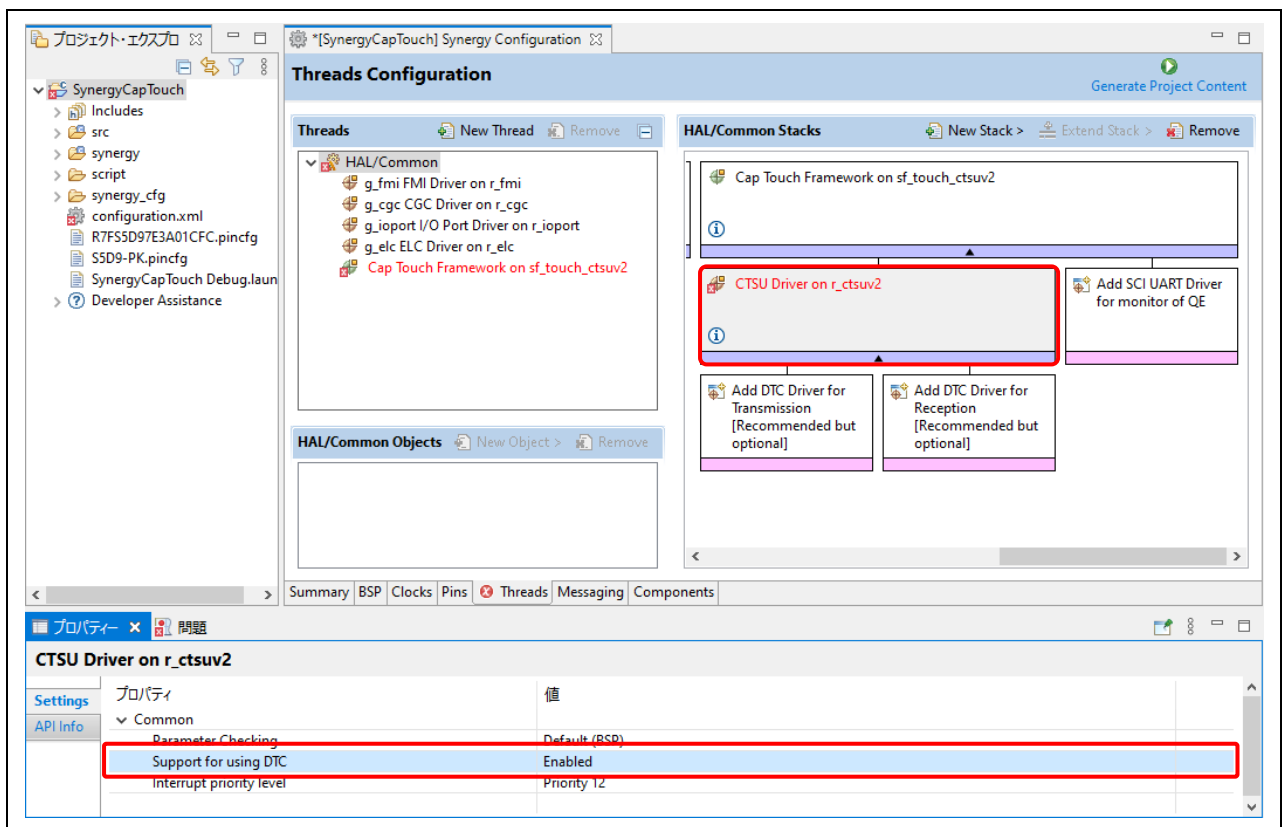 プロジェクト・エクスプロ
SynergyCapTouch
Includes
src
synergy
script
synergy_cfg
configuration.xml
R7FS5D97E3A01CFC.pincfg
S5D9-PK.pincfg
SynergyCapTouch Debug.laun
Developer Assistance
*[SynergyCapTouch] Synergy Configuration
Threads Configuration
Generate Project Content
Threads
New Thread
Remove
HAL/Common
g_fmi FMI Driver on r_fmi
g_cgc CGC Driver on r_cgc
g_ioport I/O Port Driver on r_ioport
g_elc ELC Driver on r_elc
Cap Touch Framework on sf_touch_ctsuv2
HAL/Common Objects
New Object >
Remove
HAL/Common Stacks
New Stack >
Extend Stack >
Remove
Cap Touch Framework on sf_touch_ctsuv2
CTSU Driver on r_ctsuv2
Add SCI UART Driver
for monitor of QE
Add DTC Driver for
Transmission
[Recommended but
optional]
Add DTC Driver for
Reception
[Recommended but
optional]
Summary
BSP
Clocks
Pins
Threads
Messaging
Components
プロパティー
問題
CTSU Driver on r_ctsuv2
Settings
API Info
プロパティ
値
Common
Parameter Checking
Default (BSP)
Support for using DTC
Enabled
Interrupt priority level
Priority 12